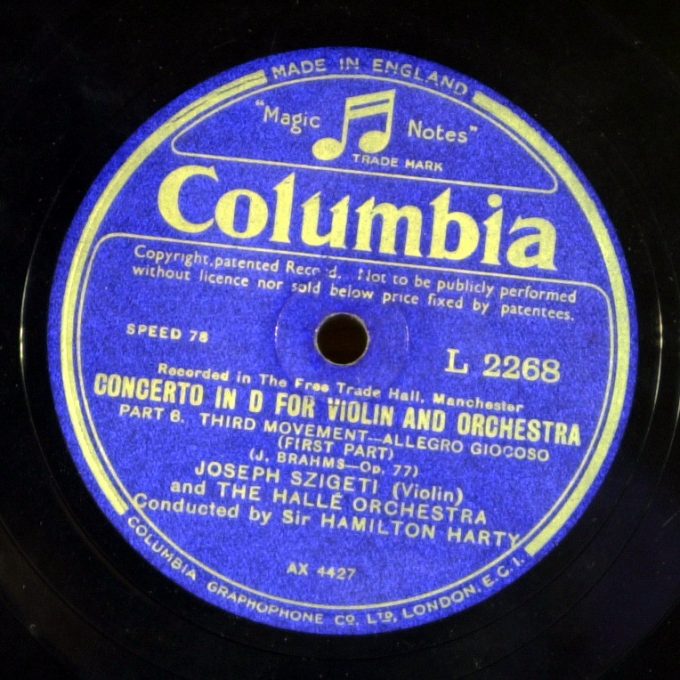 MADE IN ENGLAND
"Magic Notes"
TRADE MARK
Columbia
Copyright, patented Record. Not to be publicly performed
without licence nor sold below price fixed by patentees.
SPEED 78
L 2268
Recorded in The Free Trade Hall, Manchester
CONCERTO IN D FOR VIOLIN AND ORCHESTRA
PART 6. THIRD MOVEMENT—ALLEGRO GIOCOSO
(FIRST PART)
(J. BRAHMS—Op. 77)
JOSEPH SZIGETI (Violin)
and THE HALLÉ ORCHESTRA
Conducted by Sir HAMILTON HARTY
AX 4427
COLUMBIA GRAPHOPHONE CO. LTD, LONDON. E.C.1.